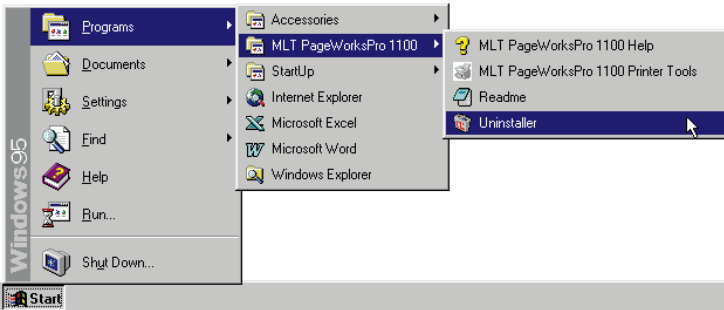 Programs
Documents
Settings
Find
Help
Run...
Shut Down...
Windows95
Start
Accessories
MLT PageWorksPro 1100
StartUp
Internet Explorer
Microsoft Excel
Microsoft Word
Windows Explorer
MLT PageWorksPro 1100 Help
MLT PageWorksPro 1100 Printer Tools
Readme
Uninstaller